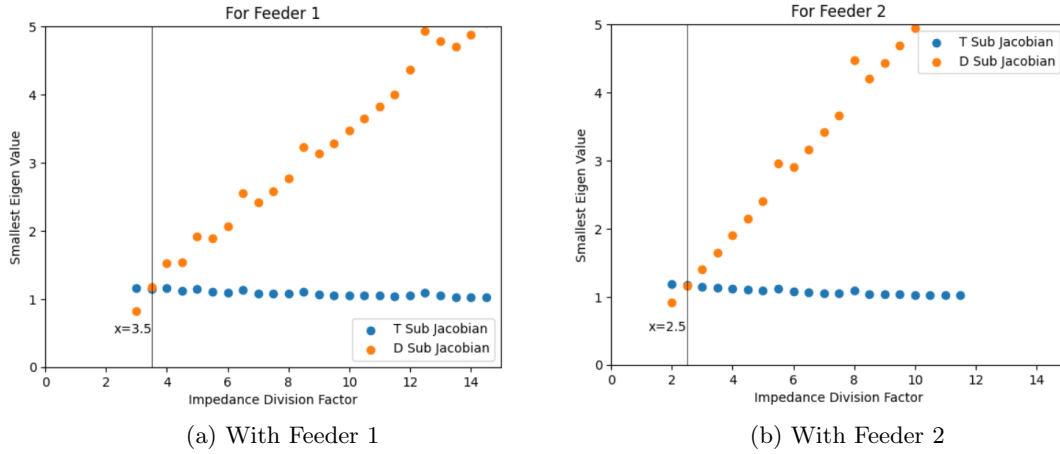 For Feeder 1
5
4
3
2
1
0
Smallest Eigen Value
x=3.5
T Sub Jacobian
D Sub Jacobian
0 2 4 6 8 10 12 14
Impedance Division Factor
(a) With Feeder 1
For Feeder 2
5
4
3
2
1
0
Smallest Eigen Value
T Sub Jacobian
D Sub Jacobian
x=2.5
0 2 4 6 8 10 12 14
Impedance Division Factor
(b) With Feeder 2